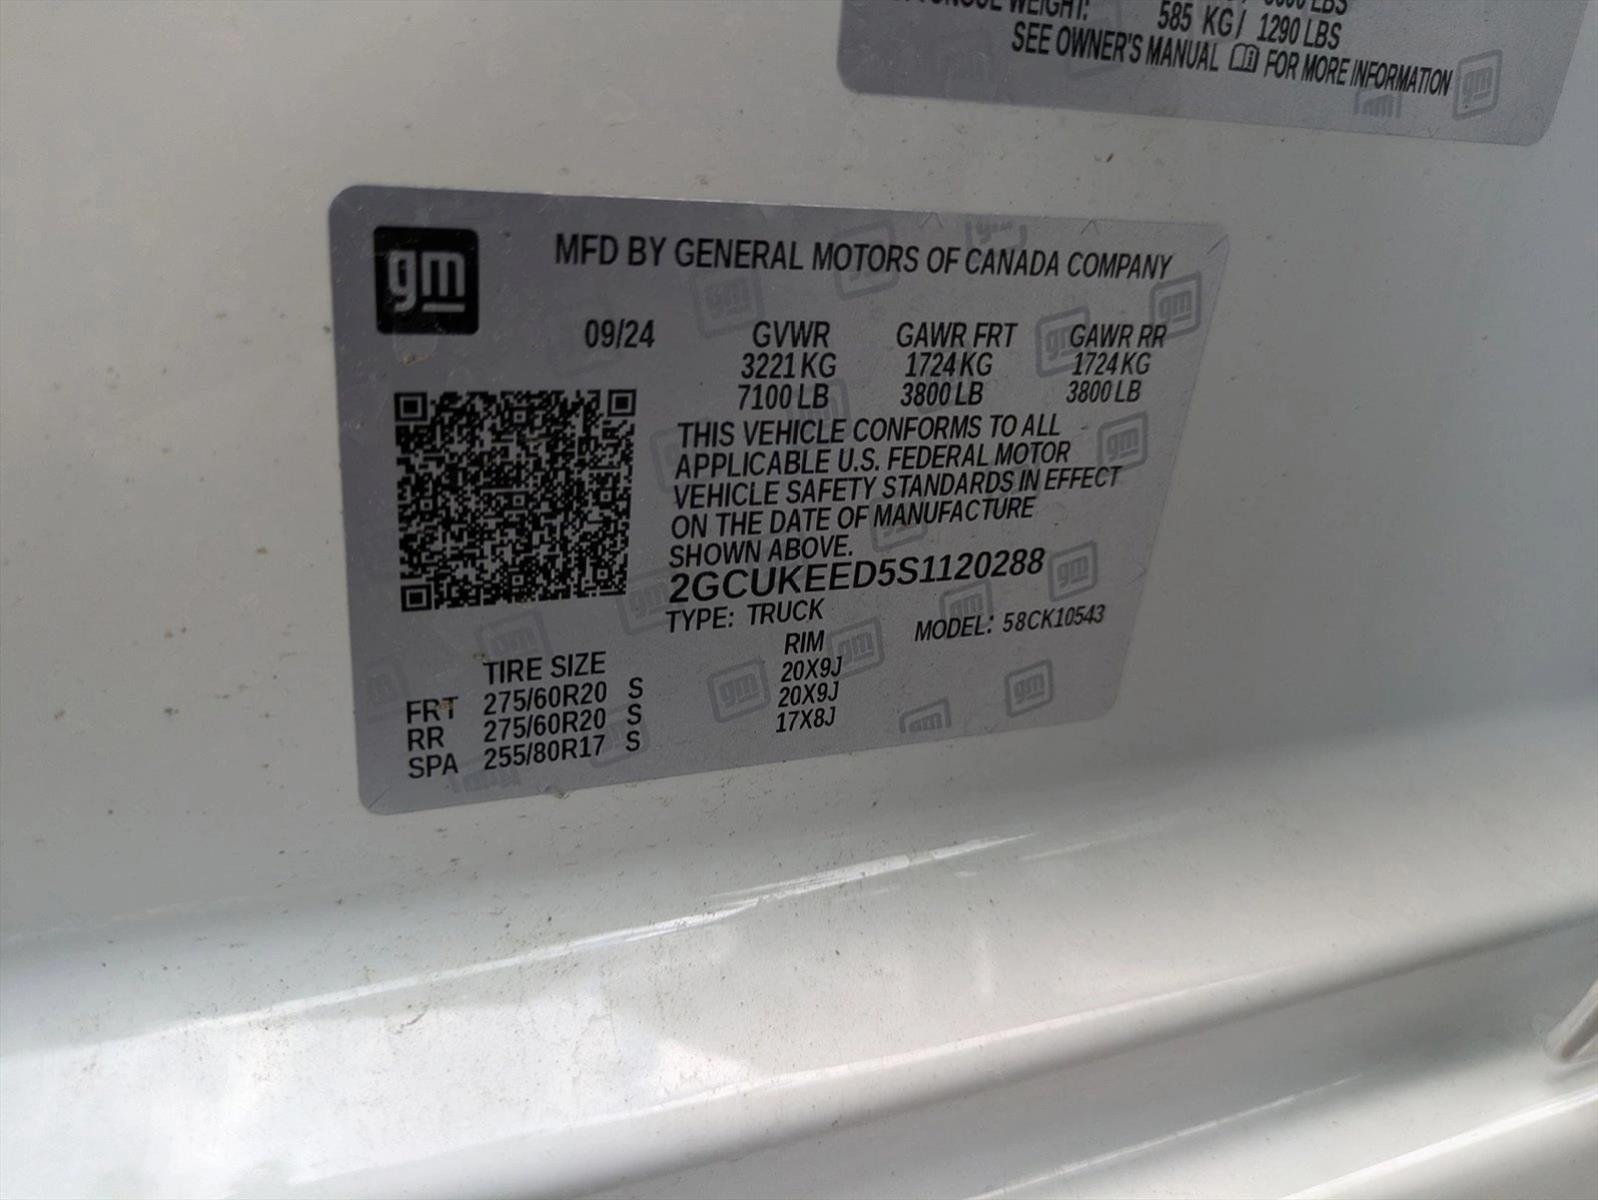 WEIGHT: 585 KG/ 1290 LBS
SEE OWNER'S MANUAL FOR MORE INFORMATION
gm
MFD BY GENERAL MOTORS OF CANADA COMPANY
09/24 GVWR GAWR FRT GAWR RR
3221 KG 1724 KG 1724 KG
7100 LB 3800 LB 3800 LB
THIS VEHICLE CONFORMS TO ALL
APPLICABLE U.S. FEDERAL MOTOR
VEHICLE SAFETY STANDARDS IN EFFECT
ON THE DATE OF MANUFACTURE
SHOWN ABOVE.
2GCUKEED5S1120288
TYPE: TRUCK MODEL: 58CK10543
TIRE SIZE RIM
FRT 275/60R20 S 20X9J
RR 275/60R20 S 20X9J
SPA 255/80R17 S 17X8J